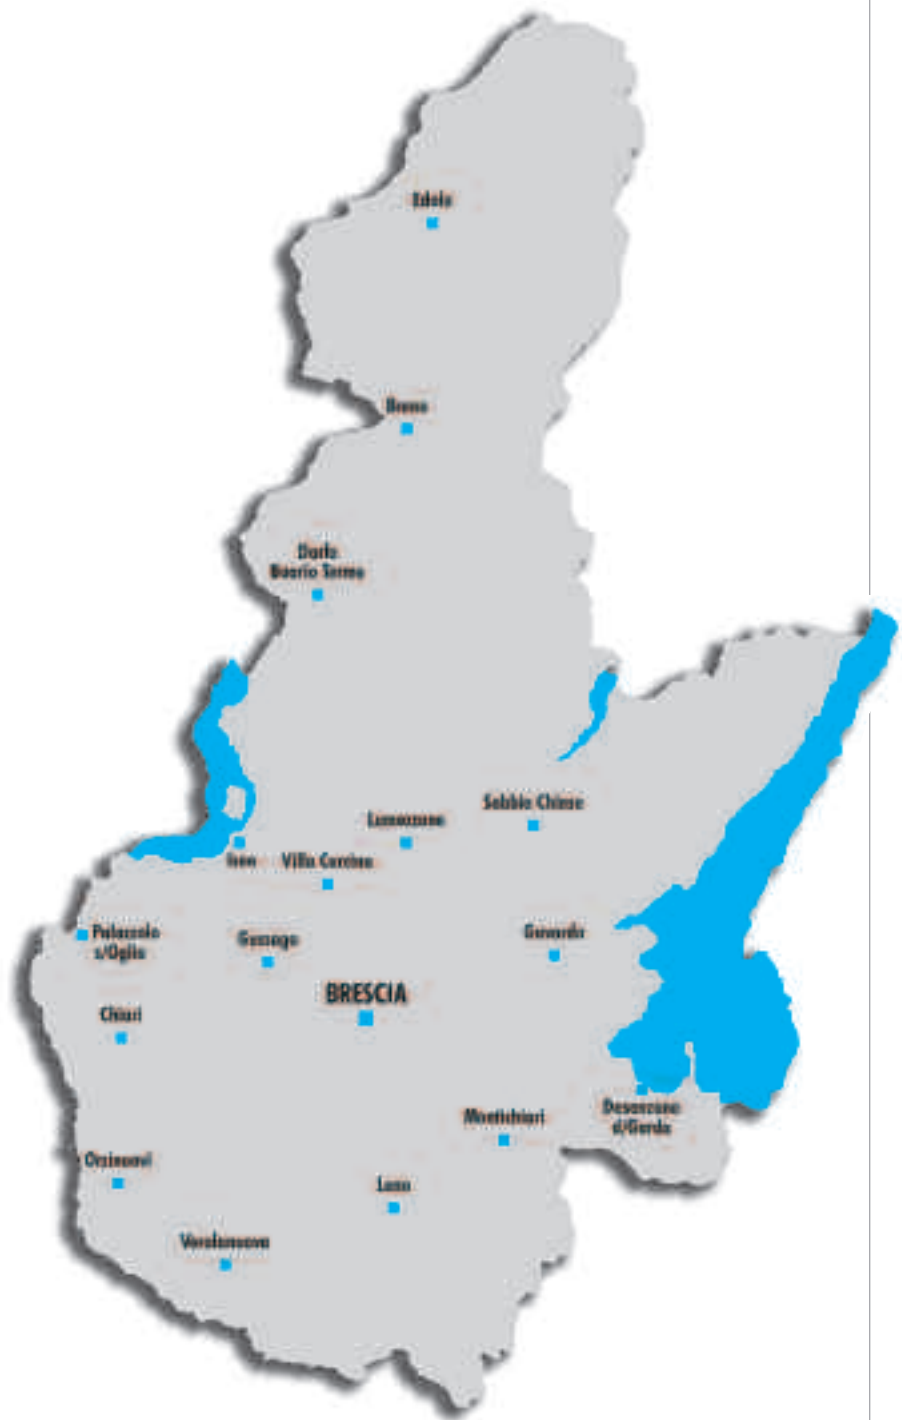 Edolo
Breno
Darfo
Boario Terme
Sabbio Chiese
Lumezzane
Iseo
Villa Carcina
Palazzolo
s/Oglio
Gussago
Gavardo
BRESCIA
Chiari
Desenzano
d/Garda
Montichiari
Orzinuovi
Leno
Verolanuova